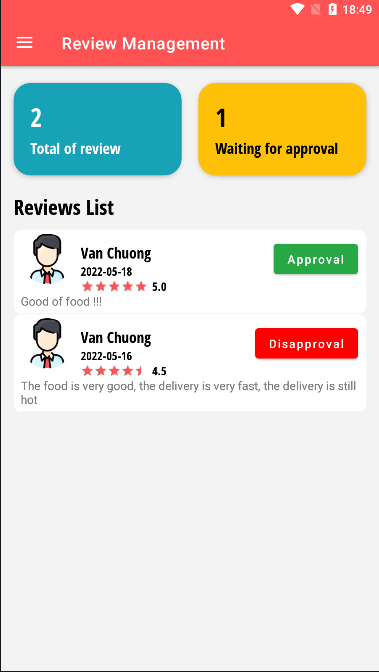 18:49
Review Management
2
Total of review
1
Waiting for approval
Reviews List
Van Chuong
2022-05-18
5.0
Approval
Good of food !!!
Van Chuong
2022-05-16
4.5
Disapproval
The food is very good, the delivery is very fast, the delivery is still
hot